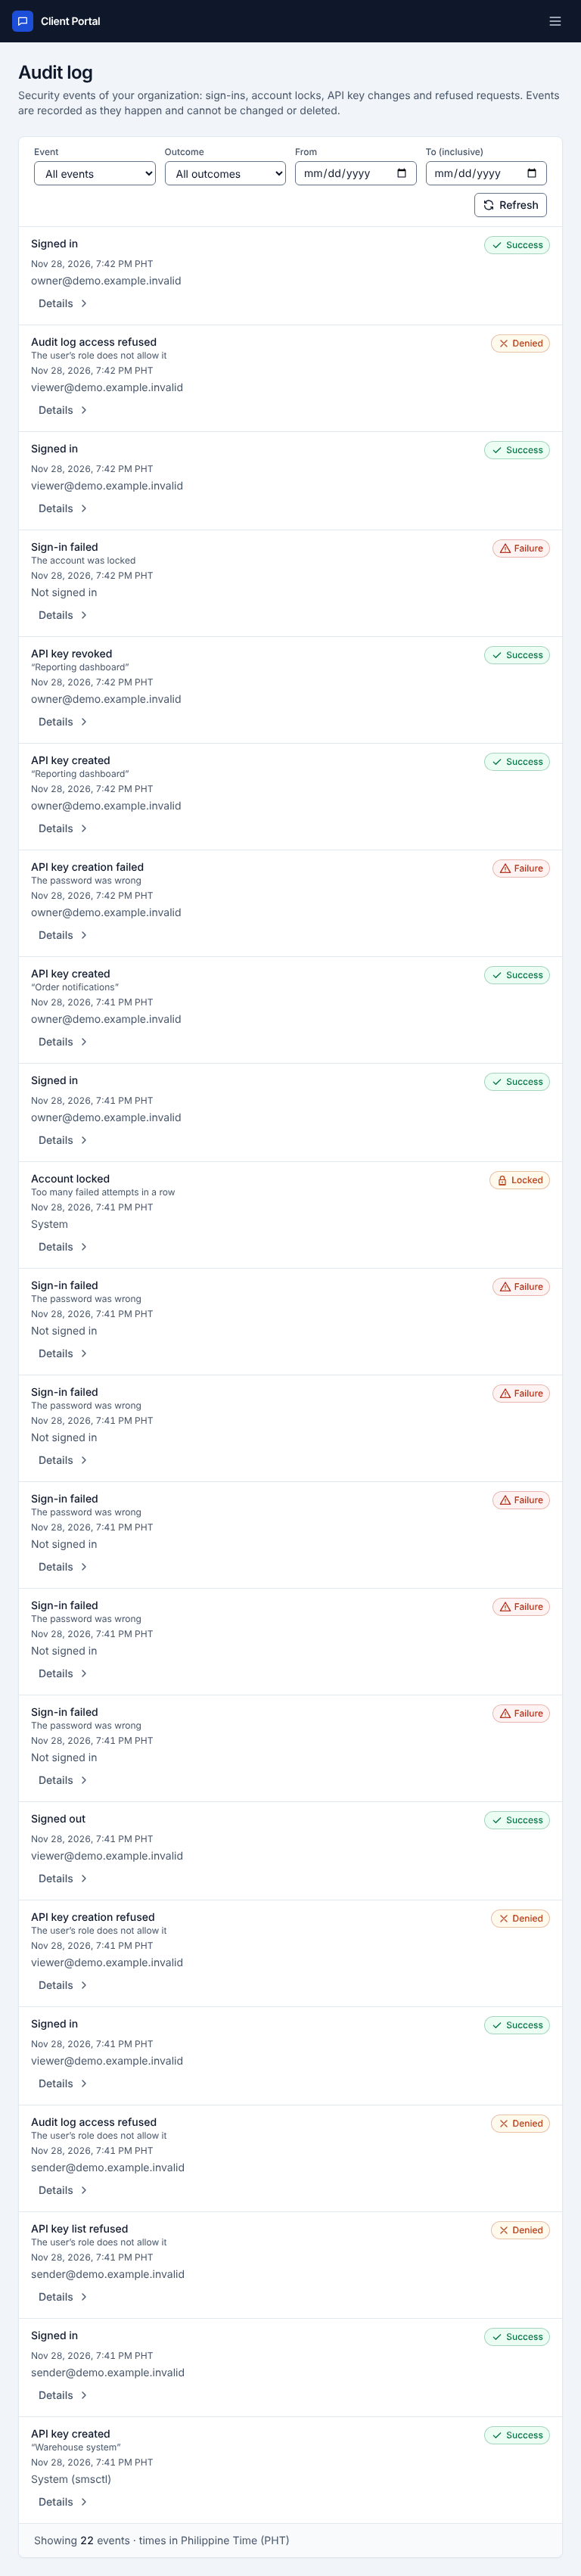 Client Portal
Audit log
Security events of your organization: sign-ins, account locks, API key changes and refused requests. Events
are recorded as they happen and cannot be changed or deleted.
Event Outcome From To (inclusive)
All events All outcomes mm/dd/yyyy mm/dd/yyyy
Refresh
Signed in Success
Nov 28, 2026, 7:42 PM PHT
owner@demo.example.invalid
Details
Audit log access refused Denied
The user’s role does not allow it
Nov 28, 2026, 7:42 PM PHT
viewer@demo.example.invalid
Details
Signed in Success
Nov 28, 2026, 7:42 PM PHT
viewer@demo.example.invalid
Details
Sign-in failed Failure
The account was locked
Nov 28, 2026, 7:42 PM PHT
Not signed in
Details
API key revoked Success
“Reporting dashboard”
Nov 28, 2026, 7:42 PM PHT
owner@demo.example.invalid
Details
API key created Success
“Reporting dashboard”
Nov 28, 2026, 7:42 PM PHT
owner@demo.example.invalid
Details
API key creation failed Failure
The password was wrong
Nov 28, 2026, 7:42 PM PHT
owner@demo.example.invalid
Details
API key created Success
“Order notifications”
Nov 28, 2026, 7:41 PM PHT
owner@demo.example.invalid
Details
Signed in Success
Nov 28, 2026, 7:41 PM PHT
owner@demo.example.invalid
Details
Account locked Locked
Too many failed attempts in a row
Nov 28, 2026, 7:41 PM PHT
System
Details
Sign-in failed Failure
The password was wrong
Nov 28, 2026, 7:41 PM PHT
Not signed in
Details
Sign-in failed Failure
The password was wrong
Nov 28, 2026, 7:41 PM PHT
Not signed in
Details
Sign-in failed Failure
The password was wrong
Nov 28, 2026, 7:41 PM PHT
Not signed in
Details
Sign-in failed Failure
The password was wrong
Nov 28, 2026, 7:41 PM PHT
Not signed in
Details
Sign-in failed Failure
The password was wrong
Nov 28, 2026, 7:41 PM PHT
Not signed in
Details
Signed out Success
Nov 28, 2026, 7:41 PM PHT
viewer@demo.example.invalid
Details
API key creation refused Denied
The user’s role does not allow it
Nov 28, 2026, 7:41 PM PHT
viewer@demo.example.invalid
Details
Signed in Success
Nov 28, 2026, 7:41 PM PHT
viewer@demo.example.invalid
Details
Audit log access refused Denied
The user’s role does not allow it
Nov 28, 2026, 7:41 PM PHT
sender@demo.example.invalid
Details
API key list refused Denied
The user’s role does not allow it
Nov 28, 2026, 7:41 PM PHT
sender@demo.example.invalid
Details
Signed in Success
Nov 28, 2026, 7:41 PM PHT
sender@demo.example.invalid
Details
API key created Success
“Warehouse system”
Nov 28, 2026, 7:41 PM PHT
System (smsctl)
Details
Showing 22 events · times in Philippine Time (PHT)